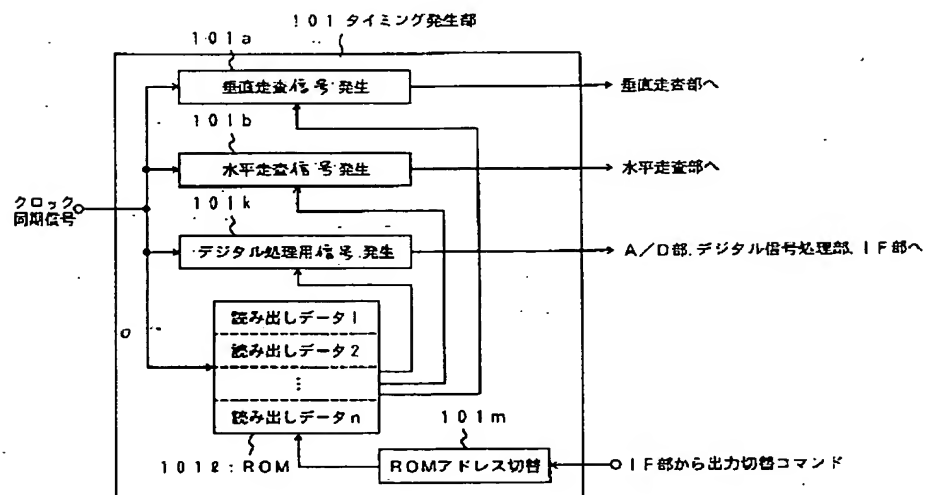 101 タイミング発生部
101a
垂直走査信号発生
垂直走査部へ
101b
水平走査信号発生
水平走査部へ
クロック
同期信号
101k
デジタル処理用信号発生
A/D部、デジタル信号処理部、IF部へ
読み出しデータ1
読み出しデータ2
⋮
読み出しデータn
101m
101ℓ:ROM
ROMアドレス切替
IF部から出力切替コマンド